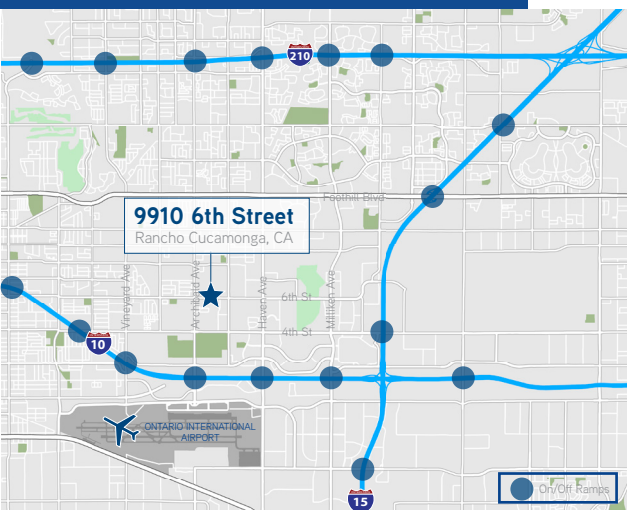 210
Foothill Blvd
9910 6th Street
Rancho Cucamonga, CA
Vineyard Ave
Archibald Ave
Haven Ave
Milliken Ave
6th St
4th St
10
ONTARIO INTERNATIONAL
AIRPORT
15
On/Off Ramps